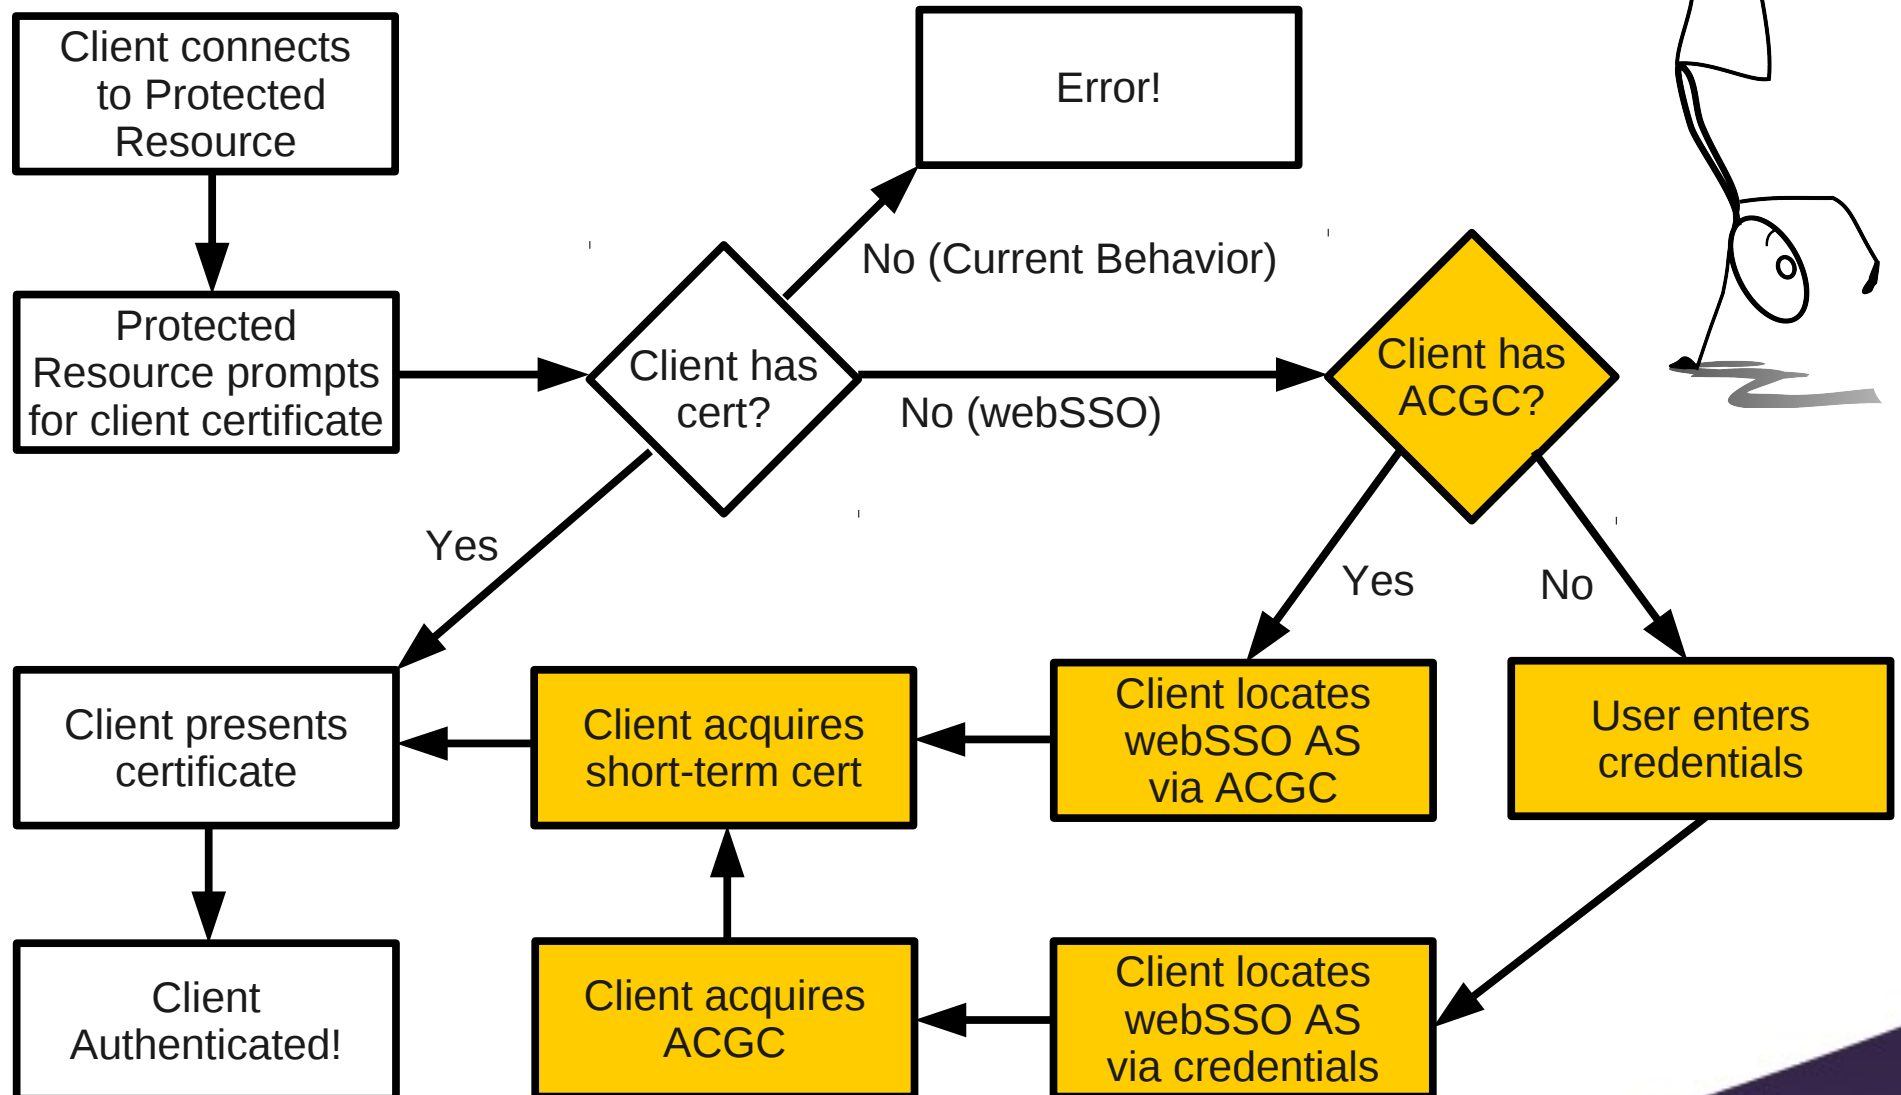 Client connects
to Protected
Resource
Error!
No (Current Behavior)
Protected
Resource prompts
for client certificate
Client has
cert?
No (webSSO)
Client has
ACGC?
Yes
Yes
No
Client presents
certificate
Client acquires
short-term cert
Client locates
webSSO AS
via ACGC
User enters
credentials
Client
Authenticated!
Client acquires
ACGC
Client locates
webSSO AS
via credentials